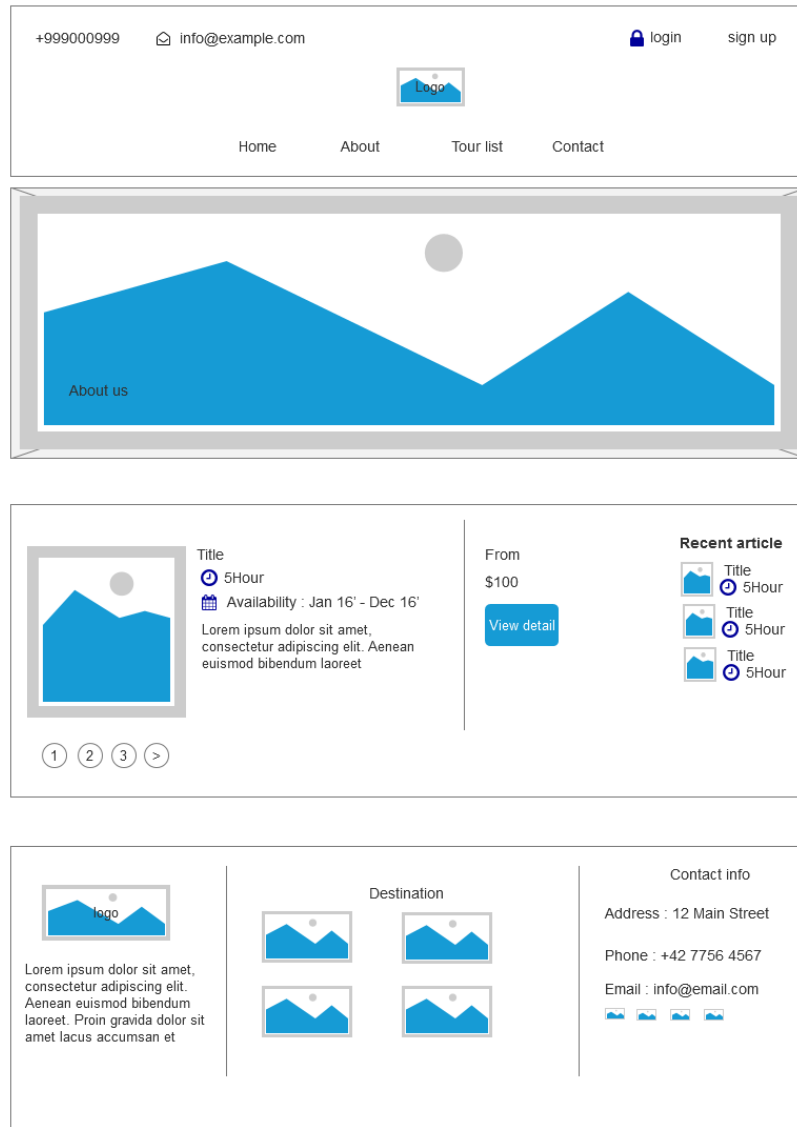 +999000999
info@example.com
login
sign up
Logo
Home
About
Tour list
Contact
About us
Title
5Hour
Availability : Jan 16' - Dec 16'
Lorem ipsum dolor sit amet,
consectetur adipiscing elit. Aenean
euismod bibendum laoreet
1
2
3
>
From
$100
View detail
Recent article
Title
5Hour
Title
5Hour
Title
5Hour
logo
Lorem ipsum dolor sit amet,
consectetur adipiscing elit.
Aenean euismod bibendum
laoreet. Proin gravida dolor sit
amet lacus accumsan et
Destination
Contact info
Address : 12 Main Street
Phone : +42 7756 4567
Email : info@email.com